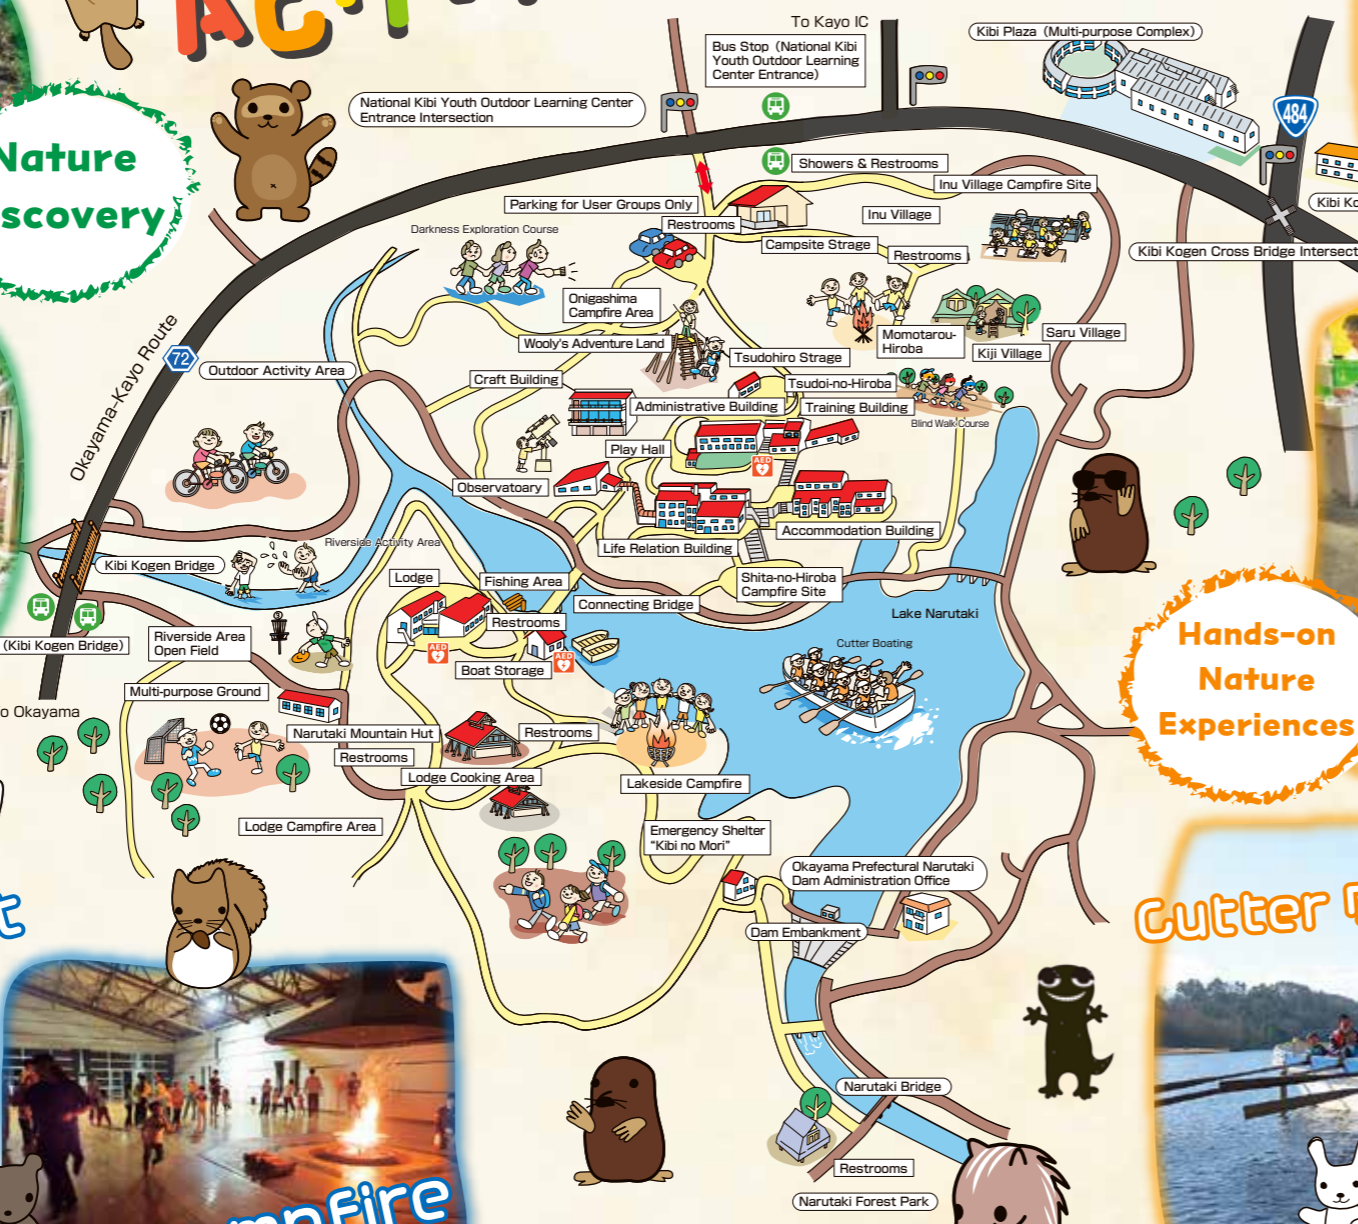 To Kayo IC
Kibi Plaza (Multi-purpose Complex)
Bus Stop (National Kibi
Youth Outdoor Learning
Center Entrance)
National Kibi Youth Outdoor Learning Center
Entrance Intersection
484
Nature
scovery
Showers & Restrooms
Inu Village Campfire Site
Parking for User Groups Only
Restrooms
Inu Village
Darkness Exploration Course
Campsite Strage
Restrooms
Kibi Ko
Kibi Kogen Cross Bridge Intersect
Onigashima
Campfire Area
Wooly's Adventure Land
Momotarou-
Hiroba
Saru Village
Kiji Village
Okayama-Kayo Route
72
Outdoor Activity Area
Tsudohiro Strage
Craft Building
Tsudoi-no-Hiroba
Administrative Building
Training Building
Blind Walk Course
Play Hall
AED
Observatoary
Accommodation Building
Life Relation Building
Riverside Activity Area
Kibi Kogen Bridge
Lodge
Fishing Area
Shita-no-Hiroba
Campfire Site
Connecting Bridge
Lake Narutaki
Restrooms
(Kibi Kogen Bridge)
Riverside Area
Open Field
AED
AED
Boat Storage
Cutter Boating
Hands-on
Nature
Experiences
Multi-purpose Ground
o Okayama
Narutaki Mountain Hut
Restrooms
Restrooms
Lodge Cooking Area
Lakeside Campfire
Lodge Campfire Area
Emergency Shelter
“Kibi no Mori”
Okayama Prefectural Narutaki
Dam Administration Office
Dam Embankment
Cutter
Narutaki Bridge
Restrooms
Narutaki Forest Park
mpfire